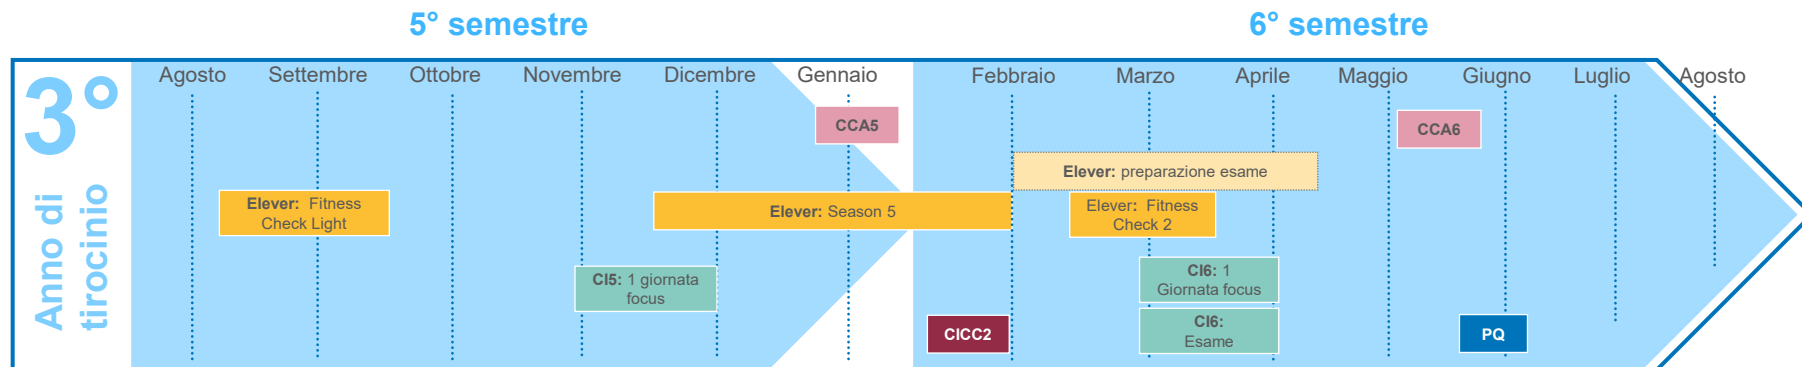 5° semestre
6° semestre
3°
Anno di
tirocinio
Agosto
Settembre
Ottobre
Novembre
Dicembre
Gennaio
Febbraio
Marzo
Aprile
Maggio
Giugno
Luglio
Agosto
CCA5
CCA6
Elever: preparazione esame
Elever: Fitness
Check Light
Elever: Season 5
Elever: Fitness
Check 2
CI5: 1 giornata
focus
CI6: 1
Giornata focus
CICC2
CI6:
Esame
PQ